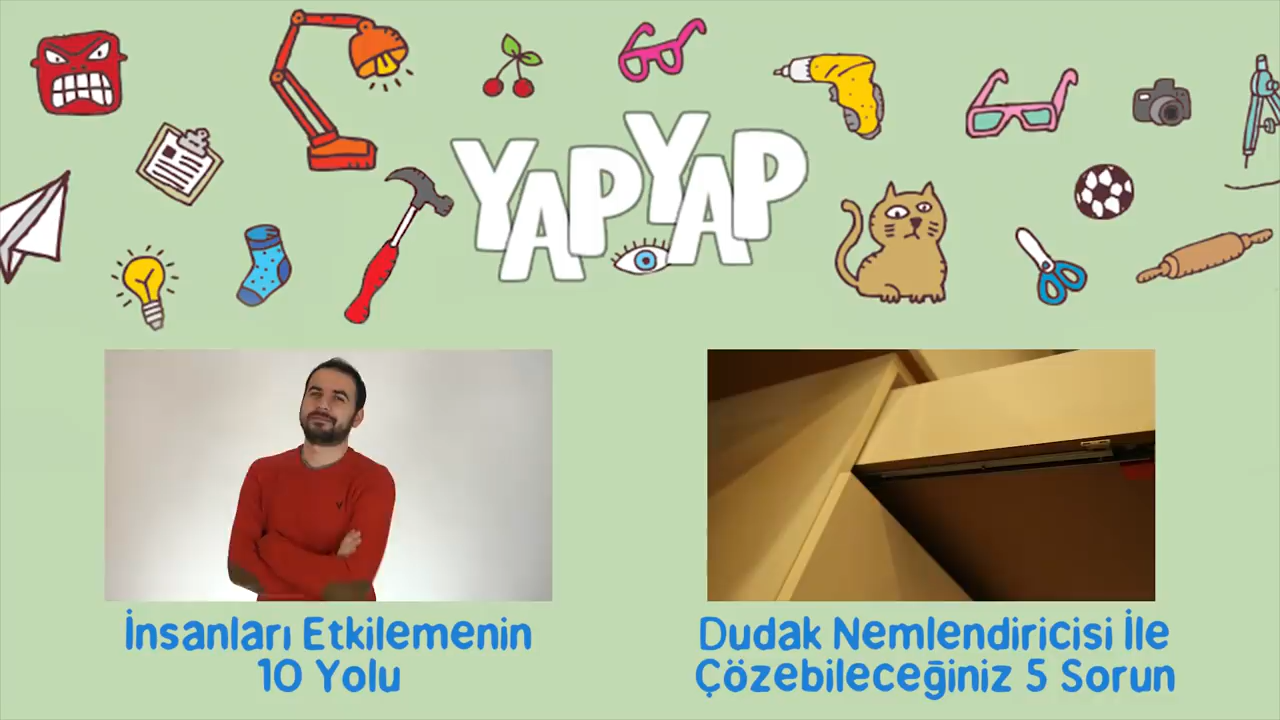 YAPYAP
İnsanları Etkilemenin
10 Yolu
Dudak Nemlendiricisi İle
Çözebileceğiniz 5 Sorun